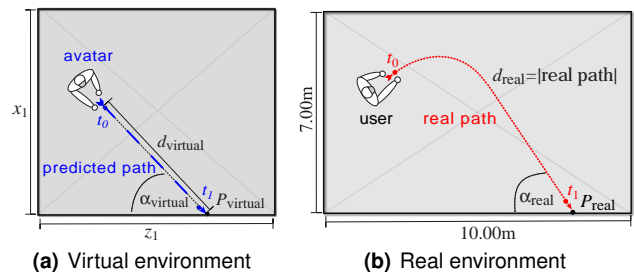 avatar
x1
t0
dvirtual
predicted path
t1
αvirtual
Pvirtual
z1
(a) Virtual environment
7.00m
t0
user
dreal=|real path|
real path
t1
αreal
Preal
10.00m
(b) Real environment